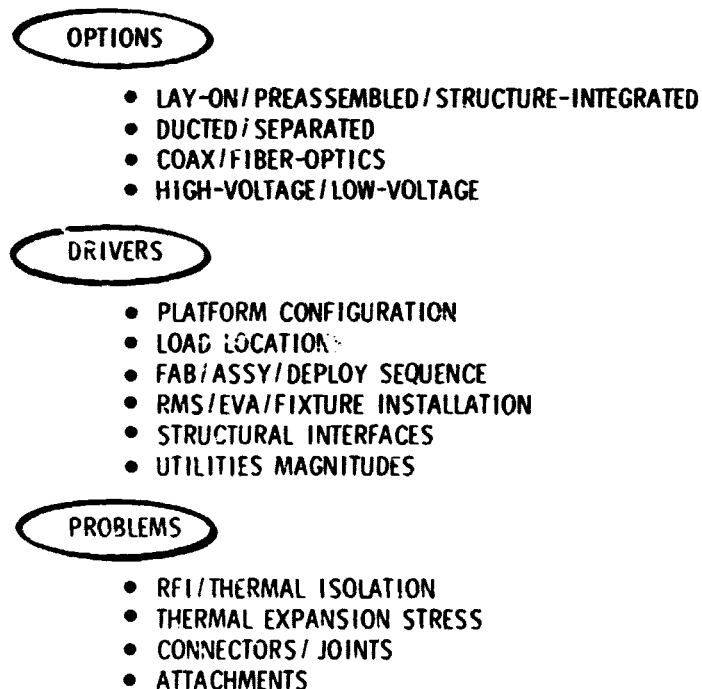 OPTIONS
• LAY-ON/PREASSEMBLED/STRUCTURE-INTEGRATED
• DUCTED/SEPARATED
• COAX/FIBER-OPTICS
• HIGH-VOLTAGE/LOW-VOLTAGE
DRIVERS
• PLATFORM CONFIGURATION
• LOAD LOCATIONS
• FAB/ASSY/DEPLOY SEQUENCE
• RMS/EVA/FIXTURE INSTALLATION
• STRUCTURAL INTERFACES
• UTILITIES MAGNITUDES
PROBLEMS
• RFI/THERMAL ISOLATION
• THERMAL EXPANSION STRESS
• CONNECTORS/JOINTS
• ATTACHMENTS